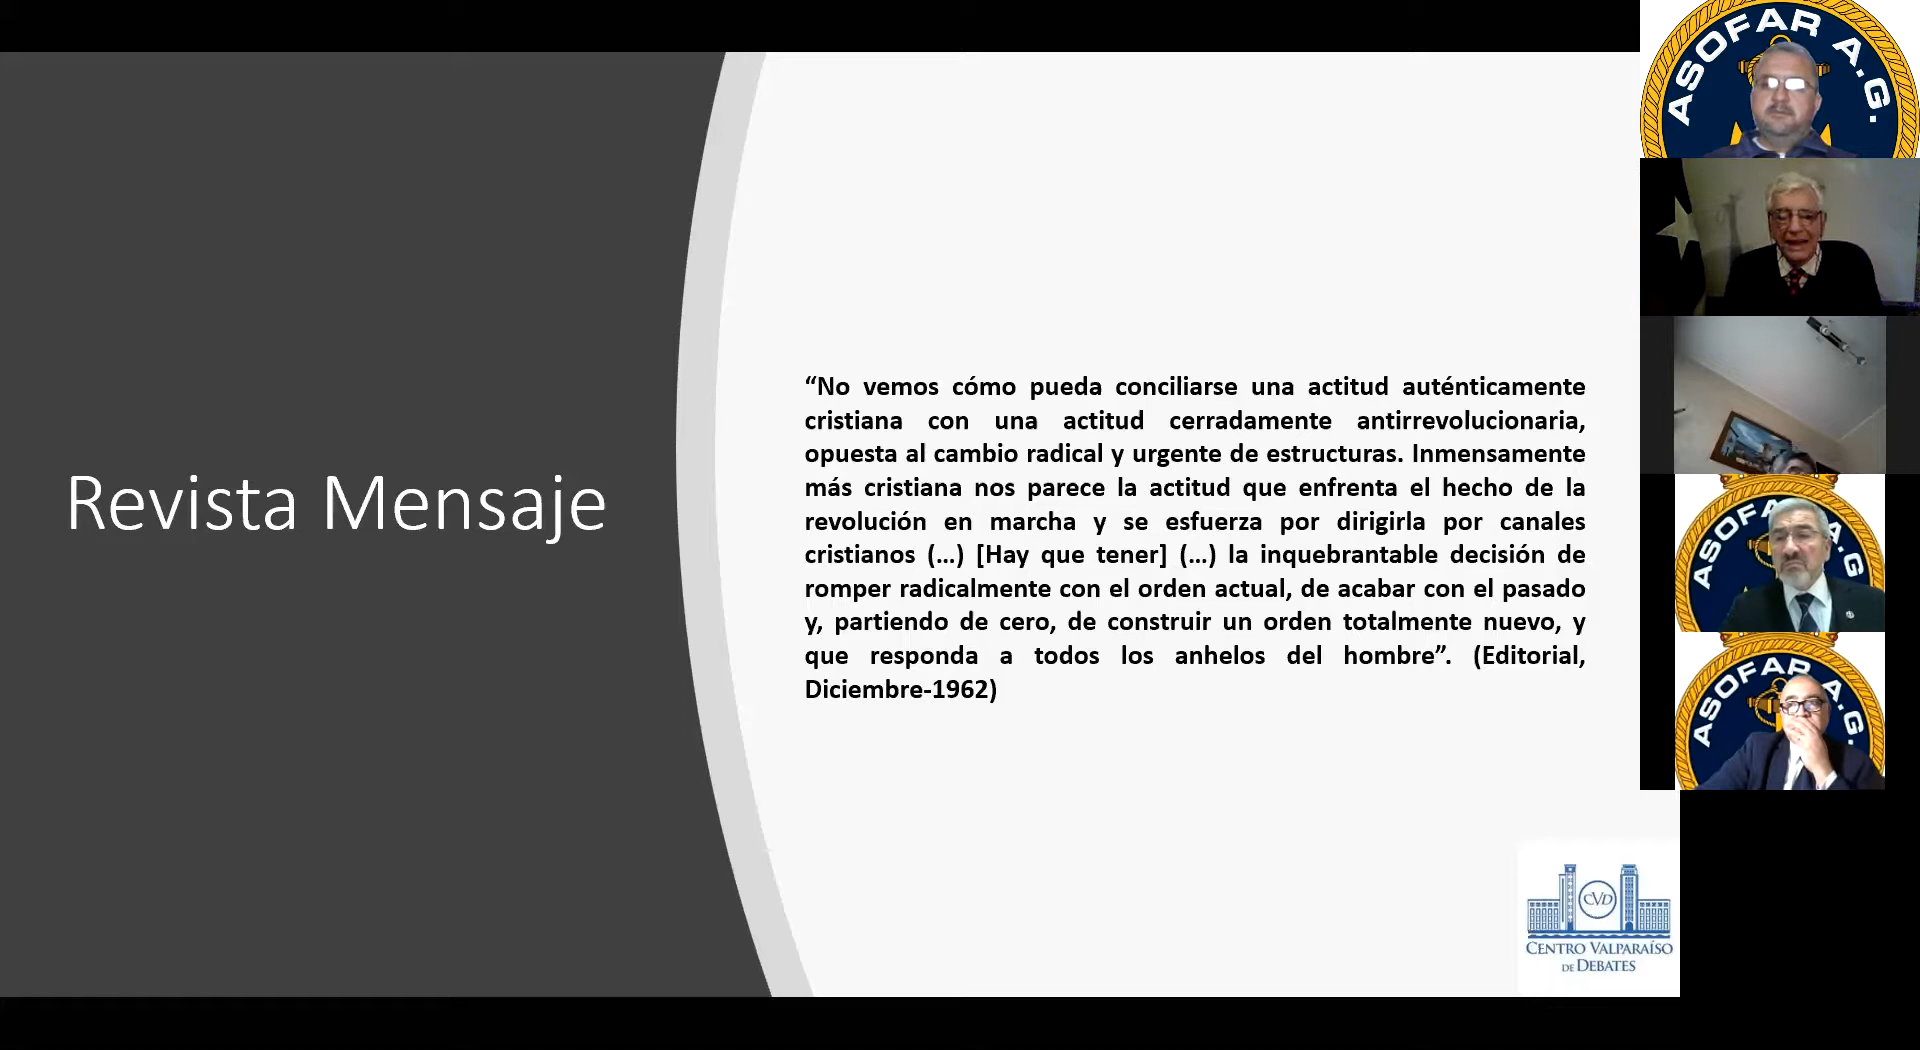 Revista Mensaje
“No vemos cómo pueda conciliarse una actitud auténticamente
cristiana con una actitud cerradamente antirrevolucionaria,
opuesta al cambio radical y urgente de estructuras. Inmensamente
más cristiana nos parece la actitud que enfrenta el hecho de la
revolución en marcha y se esfuerza por dirigirla por canales
cristianos (…) [Hay que tener] (…) la inquebrantable decisión de
romper radicalmente con el orden actual, de acabar con el pasado
y, partiendo de cero, de construir un orden totalmente nuevo, y
que responda a todos los anhelos del hombre”. (Editorial,
Diciembre-1962)
CVD
CENTRO VALPARAÍSO
DE DEBATES
ASOFAR A.G.
ASOFAR A.G.
ASOFAR A.G.